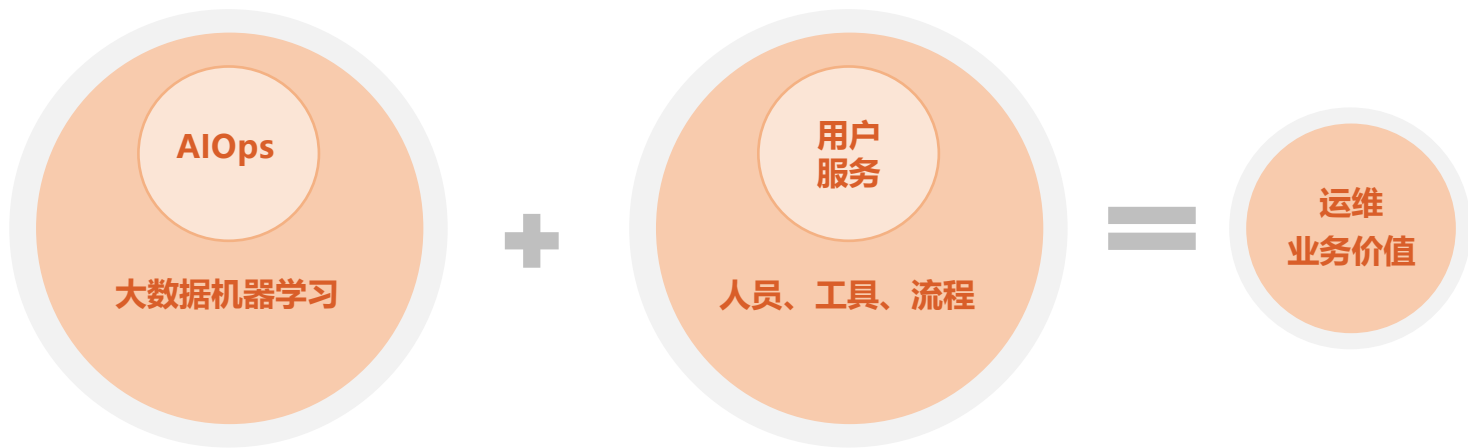 AIOps
大数据机器学习
+
用户
服务
人员、工具、流程
=
运维
业务价值